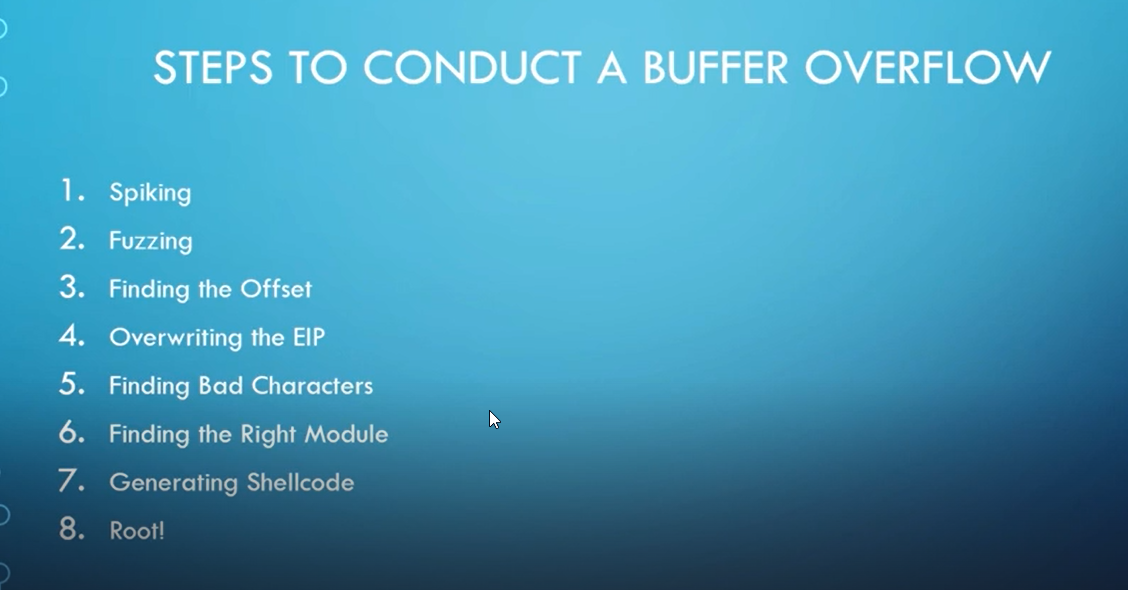 STEPS TO CONDUCT A BUFFER OVERFLOW
1. Spiking
2. Fuzzing
3. Finding the Offset
4. Overwriting the EIP
5. Finding Bad Characters
6. Finding the Right Module
7. Generating Shellcode
8. Root!